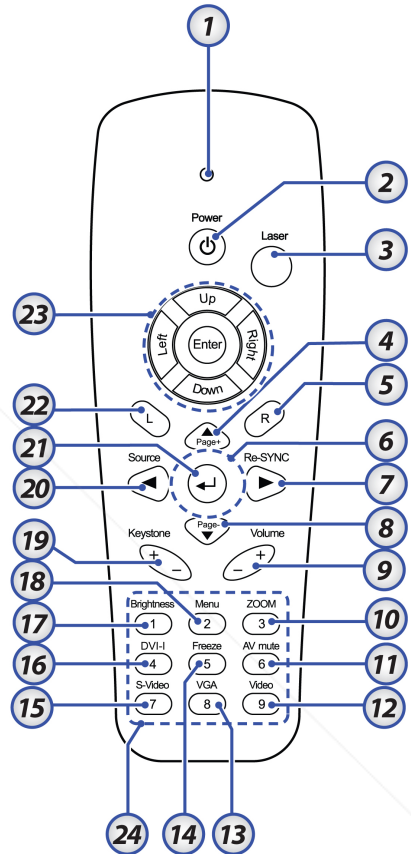 1
2
Power
Laser
3
23
Up
Left
Enter
Right
Down
4
5
22
L
R
Page+
21
6
Source
Re-SYNC
20
7
Page-
8
19
Keystone
Volume
+
-
+
-
18
9
Brightness
Menu
ZOOM
17
1
2
3
10
DVI-I
Freeze
AV mute
16
4
5
6
11
S-Video
VGA
Video
15
7
8
9
12
24
14
13